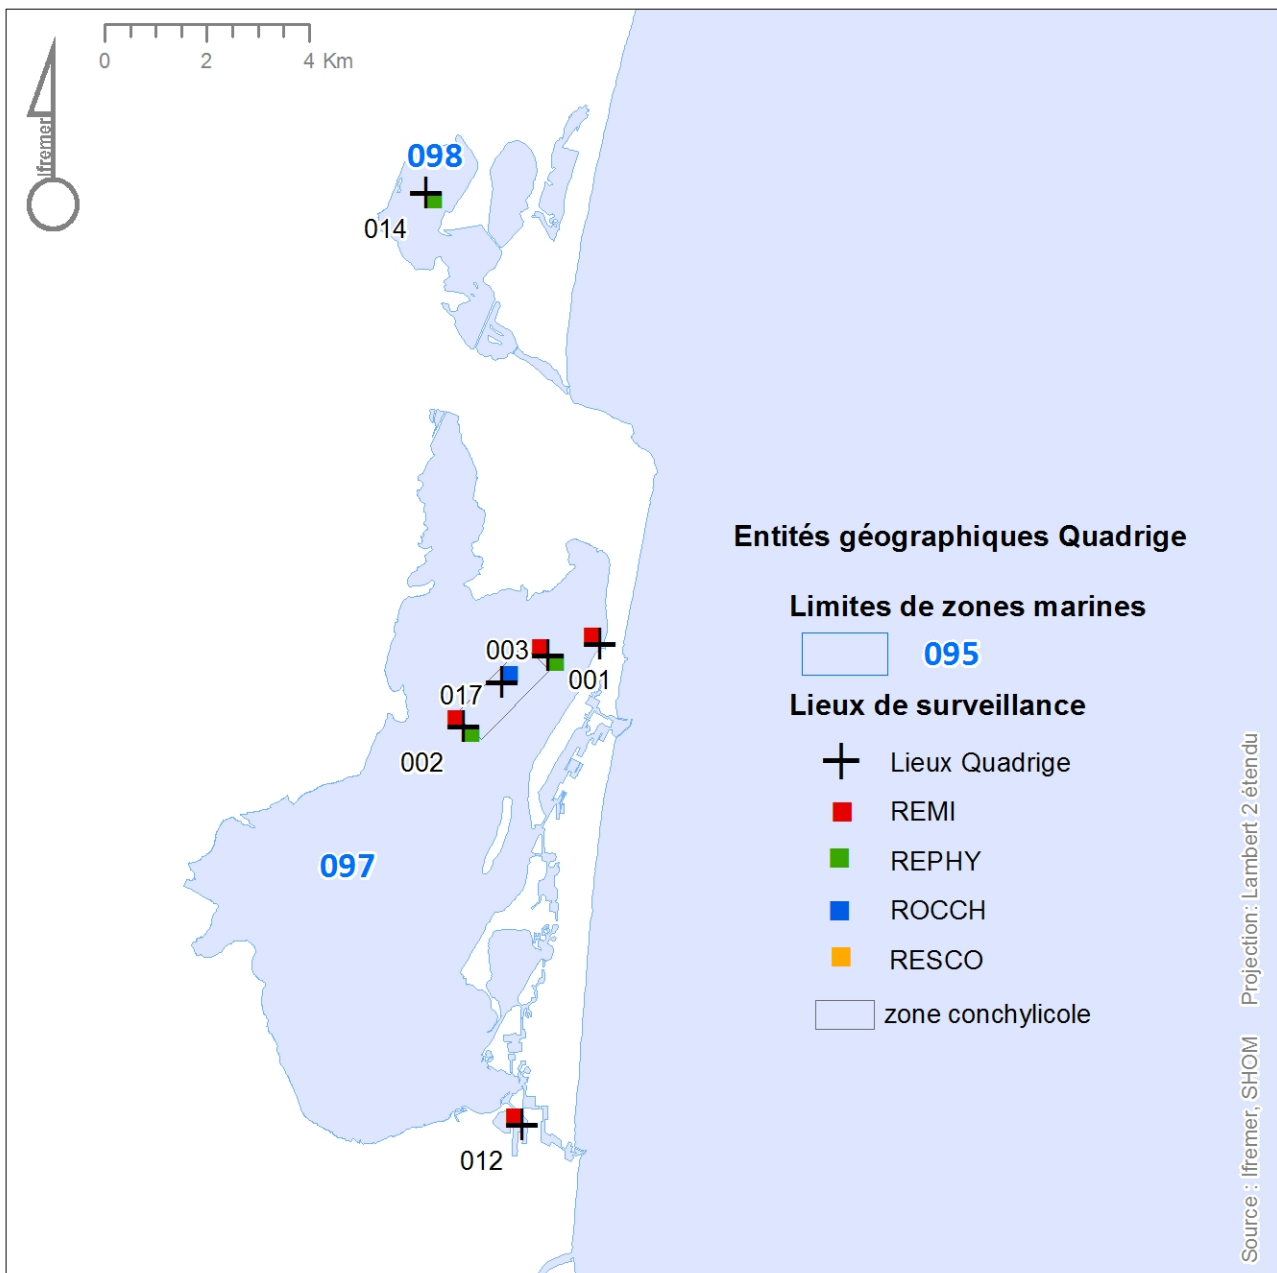 0 2 4 Km
Ifremer
098
014
003
001
017
002
097
012
Entités géographiques Quadrige
Limites de zones marines
095
Lieux de surveillance
Lieux Quadrige
REMI
REPHY
ROCCH
RESCO
zone conchylicole
Source : Ifremer, SHOM Projection: Lambert 2 étendu